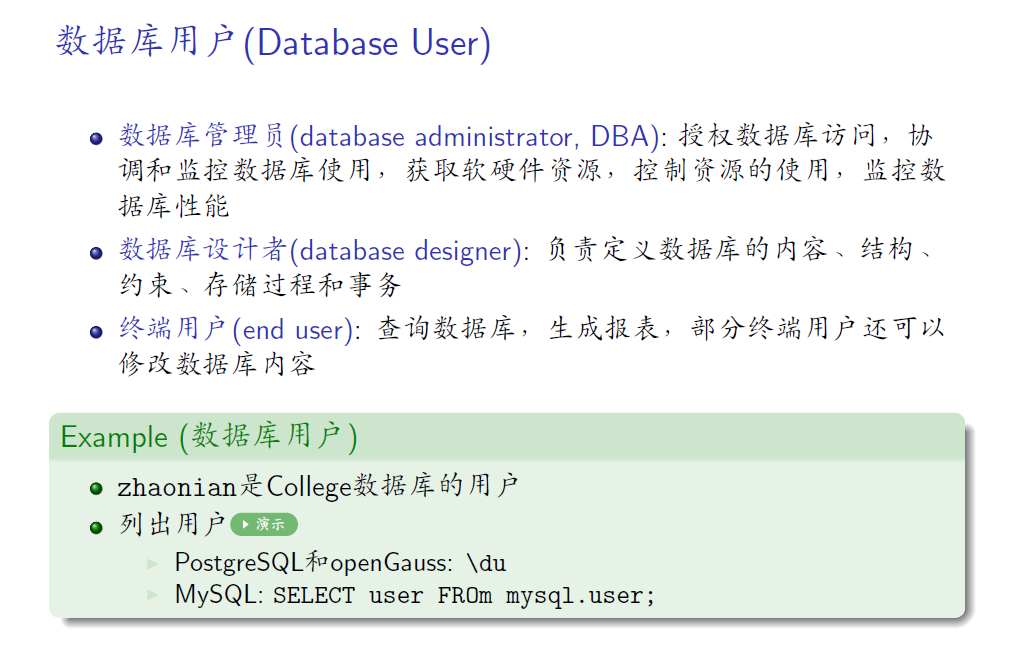 数据库用户(Database User)
数据库管理员(database administrator, DBA): 授权数据库访问，协
调和监控数据库使用，获取软硬件资源，控制资源的使用，监控数
据库性能
数据库设计者(database designer): 负责定义数据库的内容、结构、
约束、存储过程和事务
终端用户(end user): 查询数据库，生成报表，部分终端用户还可以
修改数据库内容
Example (数据库用户)
zhaonian是College数据库的用户
列出用户 演示
PostgreSQL和openGauss: \du
MySQL: SELECT user FROm mysql.user;